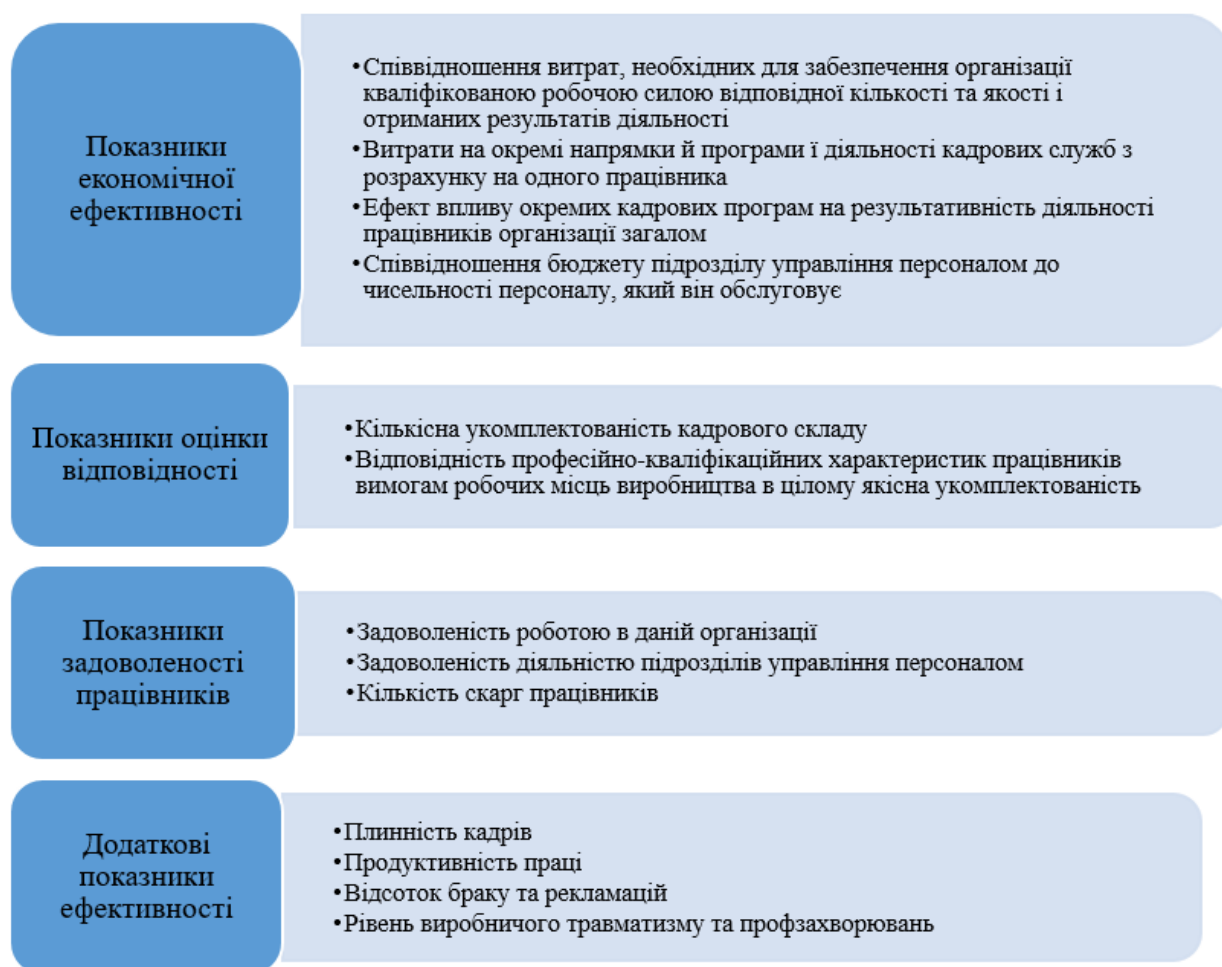 Показники
економічної
ефективності
•Співвідношення витрат, необхідних для забезпечення організації
кваліфікованою робочою силою відповідної кількості та якості і
отриманих результатів діяльності
•Витрати на окремі напрямки й програми ї діяльності кадрових служб з
розрахунку на одного працівника
•Ефект впливу окремих кадрових програм на результативність діяльності
працівників організації загалом
•Співвідношення бюджету підрозділу управління персоналом до
чисельності персоналу, який він обслуговує
Показники оцінки
відповідності
•Кількісна укомплектованість кадрового складу
•Відповідність професійно-кваліфікаційних характеристик працівників
вимогам робочих місць виробництва в цілому якісна укомплектованість
Показники
задоволеності
працівників
•Задоволеність роботою в даній організації
•Задоволеність діяльністю підрозділів управління персоналом
•Кількість скарг працівників
Додаткові
показники
ефективності
•Плинність кадрів
•Продуктивність праці
•Відсоток браку та рекламацій
•Рівень виробничого травматизму та профзахворювань